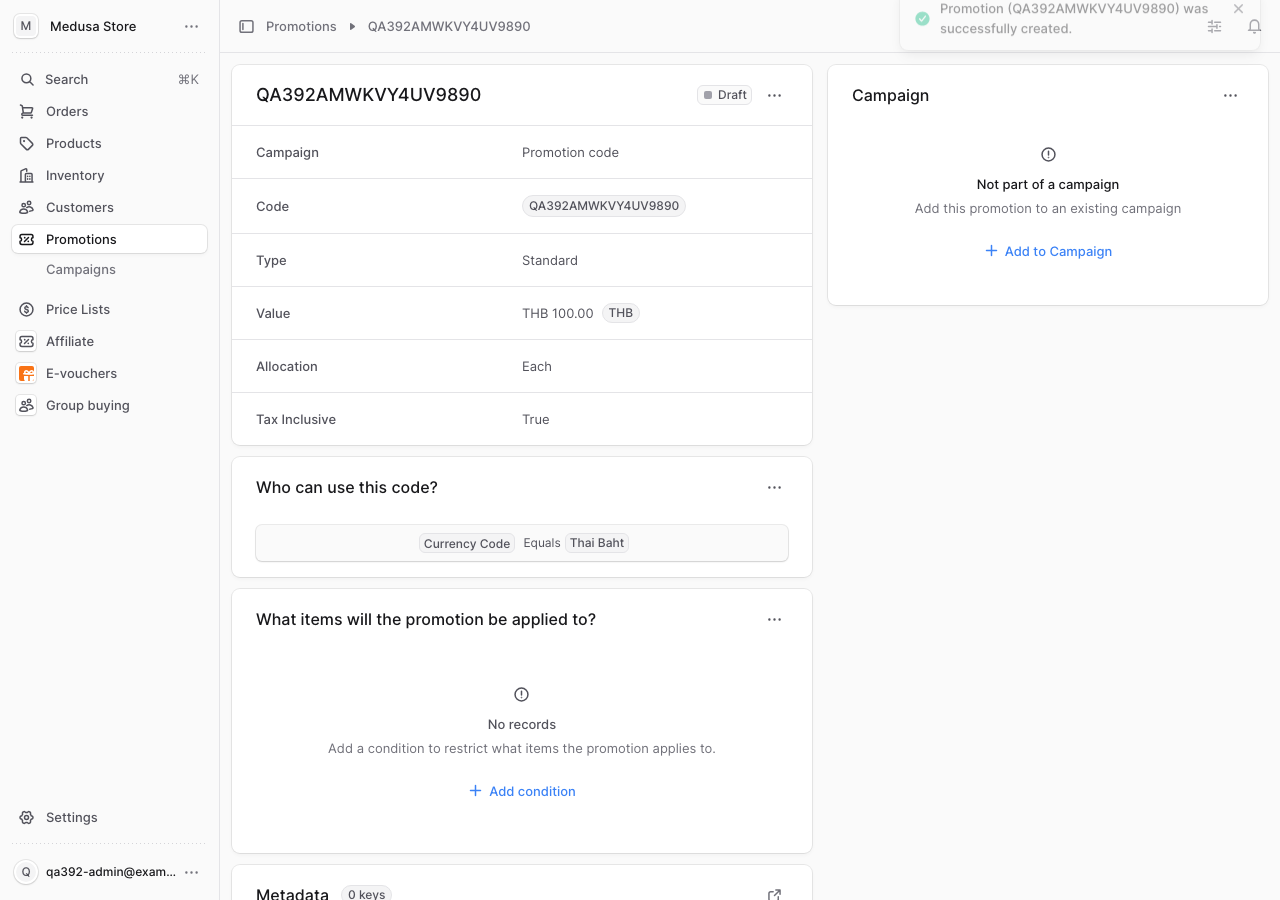 M
Medusa Store
Search
⌘K
Orders
Products
Inventory
Customers
Promotions
Campaigns
Price Lists
Affiliate
E-vouchers
Group buying
Settings
Q
qa392-admin@exam...
Promotions
QA392AMWKVY4UV9890
Promotion (QA392AMWKVY4UV9890) was
successfully created.
QA392AMWKVY4UV9890
Draft
Campaign
Promotion code
Code
QA392AMWKVY4UV9890
Type
Standard
Value
THB 100.00
THB
Allocation
Each
Tax Inclusive
True
Who can use this code?
Currency Code
Equals
Thai Baht
What items will the promotion be applied to?
No records
Add a condition to restrict what items the promotion applies to.
Add condition
Metadata
0 keys
Campaign
Not part of a campaign
Add this promotion to an existing campaign
Add to Campaign